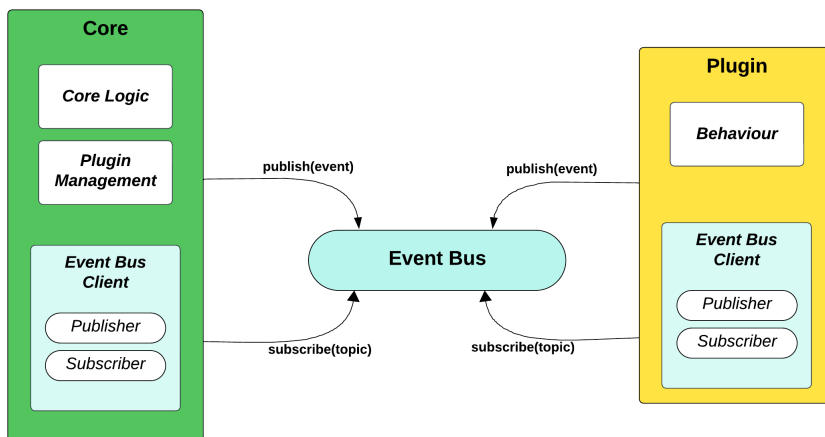 Core
Core Logic
Plugin
Management
Event Bus
Client
Publisher
Subscriber
publish(event)
subscribe(topic)
Event Bus
publish(event)
subscribe(topic)
Plugin
Behaviour
Event Bus
Client
Publisher
Subscriber